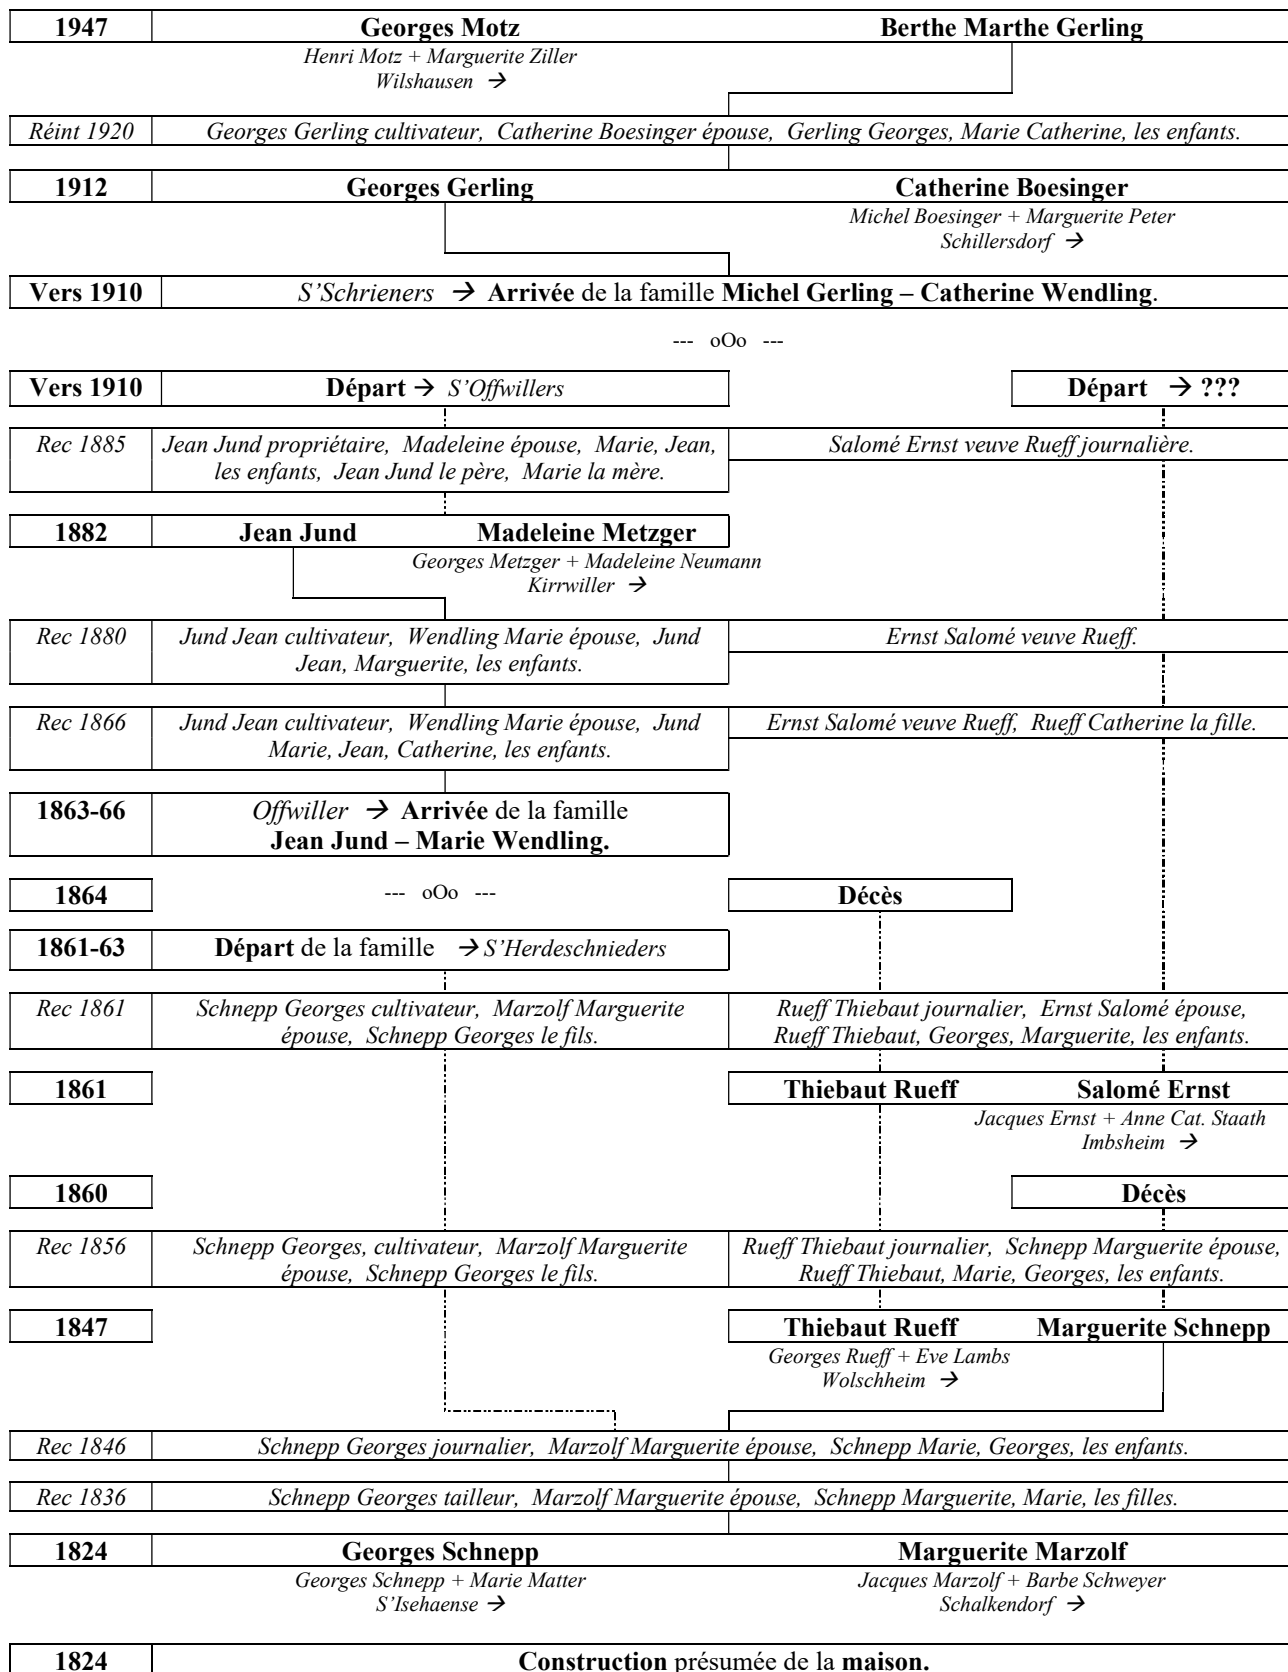 1947 Georges Motz Berthe Marthe Gerling
Henri Motz + Marguerite Ziller
Wilshausen →
Réint 1920 Georges Gerling cultivateur, Catherine Boesinger épouse, Gerling Georges, Marie Catherine, les enfants.
1912 Georges Gerling Catherine Boesinger
Michel Boesinger + Marguerite Peter
Schillersdorf →
Vers 1910 S'Schrieners → Arrivée de la famille Michel Gerling – Catherine Wendling.
--- oOo ---
Vers 1910 Départ → S'Offwillers Départ → ???
Rec 1885 Jean Jund propriétaire, Madeleine épouse, Marie, Jean, Salomé Ernst veuve Rueff journalière.
les enfants, Jean Jund le père, Marie la mère.
1882 Jean Jund Madeleine Metzger
Georges Metzger + Madeleine Neumann
Kirrwiller →
Rec 1880 Jund Jean cultivateur, Wendling Marie épouse, Jund Ernst Salomé veuve Rueff.
Jean, Marguerite, les enfants.
Rec 1866 Jund Jean cultivateur, Wendling Marie épouse, Jund Ernst Salomé veuve Rueff, Rueff Catherine la fille.
Marie, Jean, Catherine, les enfants.
1863-66 Offwiller → Arrivée de la famille
Jean Jund – Marie Wendling.
1864 --- oOo --- Décès
1861-63 Départ de la famille → S'Herdeschnieders
Rec 1861 Schnepp Georges cultivateur, Marzolf Marguerite Rueff Thiebaut journalier, Ernst Salomé épouse,
épouse, Schnepp Georges le fils. Rueff Thiebaut, Georges, Marguerite, les enfants.
1861 Thiebaut Rueff Salomé Ernst
Jacques Ernst + Anne Cat. Staath
Imbsheim →
1860 Décès
Rec 1856 Schnepp Georges, cultivateur, Marzolf Marguerite Rueff Thiebaut journalier, Schnepp Marguerite épouse,
épouse, Schnepp Georges le fils. Rueff Thiebaut, Marie, Georges, les enfants.
1847 Thiebaut Rueff Marguerite Schnepp
Georges Rueff + Eve Lambs
Wolschheim →
Rec 1846 Schnepp Georges journalier, Marzolf Marguerite épouse, Schnepp Marie, Georges, les enfants.
Rec 1836 Schnepp Georges tailleur, Marzolf Marguerite épouse, Schnepp Marguerite, Marie, les filles.
1824 Georges Schnepp Marguerite Marzolf
Georges Schnepp + Marie Matter Jacques Marzolf + Barbe Schweyer
S'Isehaense → Schalkendorf →
1824 Construction présumée de la maison.